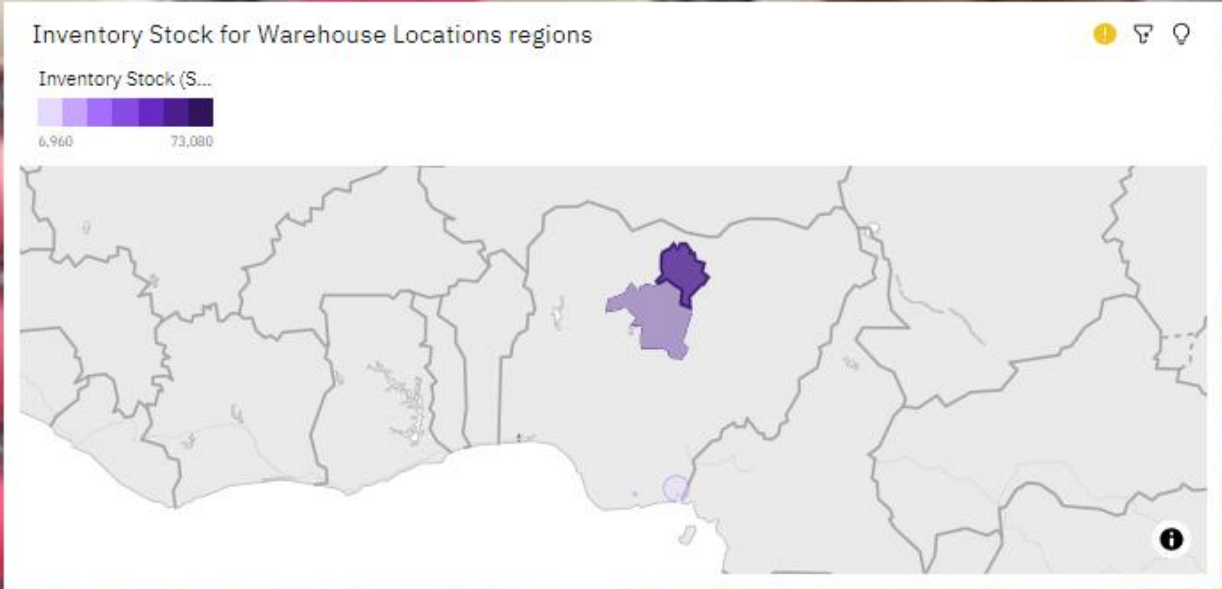 Inventory Stock for Warehouse Locations regions
Inventory Stock (S...
6,960 73,080